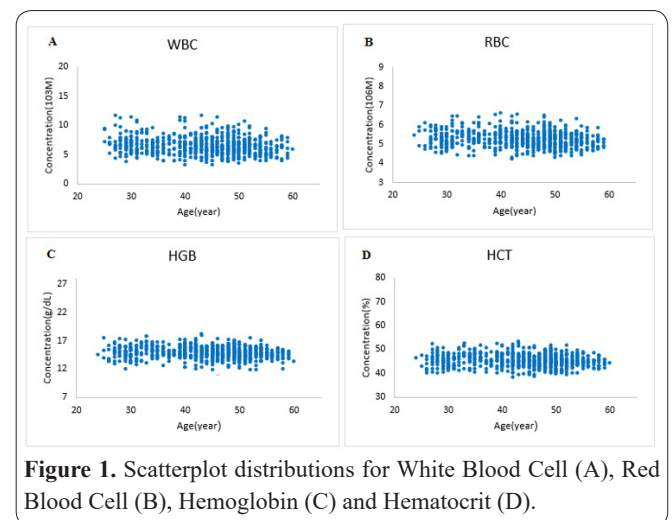 A
WBC
20
15
10
5
0
20 30 40 50 60
Concentration(103M)
Age(year)
B
RBC
9
8
7
6
5
4
3
20 30 40 50 60
Concentration(106M)
Age(year)
C
HGB
27
22
17
12
7
20 30 40 50 60
Concentration(g/dL)
Age(year)
D
HCT
80
70
60
50
40
30
20 30 40 50 60
Concentration(%)
Age(year)
Figure 1. Scatterplot distributions for White Blood Cell (A), Red
Blood Cell (B), Hemoglobin (C) and Hematocrit (D).